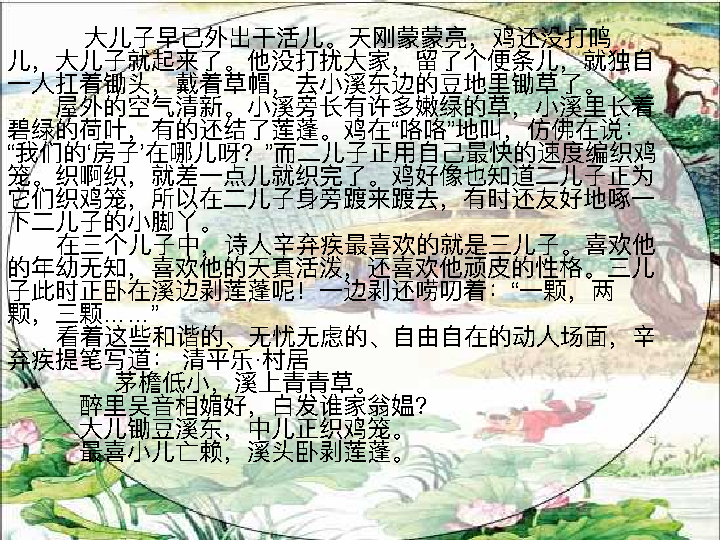 大儿子早已外出干活儿。天刚蒙蒙亮，鸡还没打鸣
儿，大儿子就起来了。他没打扰大家，留了个便条儿，就独自
一人扛着锄头，戴着草帽，去小溪东边的豆地里锄草了。
屋外的空气清新。小溪旁长有许多嫩绿的草，小溪里长着
碧绿的荷叶，有的还结了莲蓬。鸡在“咯咯”地叫，仿佛在说：
“我们的‘房子’在哪儿呀？”而二儿子正用自己最快的速度编织鸡
笼。织啊织，就差一点儿就织完了。鸡好像也知道二儿子正为
它们织鸡笼，所以在二儿子身旁踱来踱去，有时还友好地啄一
下二儿子的小脚丫。
在三个儿子中，诗人辛弃疾最喜欢的就是三儿子。喜欢他
的年幼无知，喜欢他的天真活泼，还喜欢他顽皮的性格。三儿
子此时正卧在溪边剥莲蓬呢！一边剥还唠叨着：“一颗，两
颗，三颗……”
看着这些和谐的、无忧无虑的、自由自在的动人场面，辛
弃疾提笔写道： 清平乐·村居
茅檐低小，溪上青青草。
醉里吴音相媚好，白发谁家翁媪？
大儿锄豆溪东，中儿正织鸡笼。
最喜小儿亡赖，溪头卧剥莲蓬。